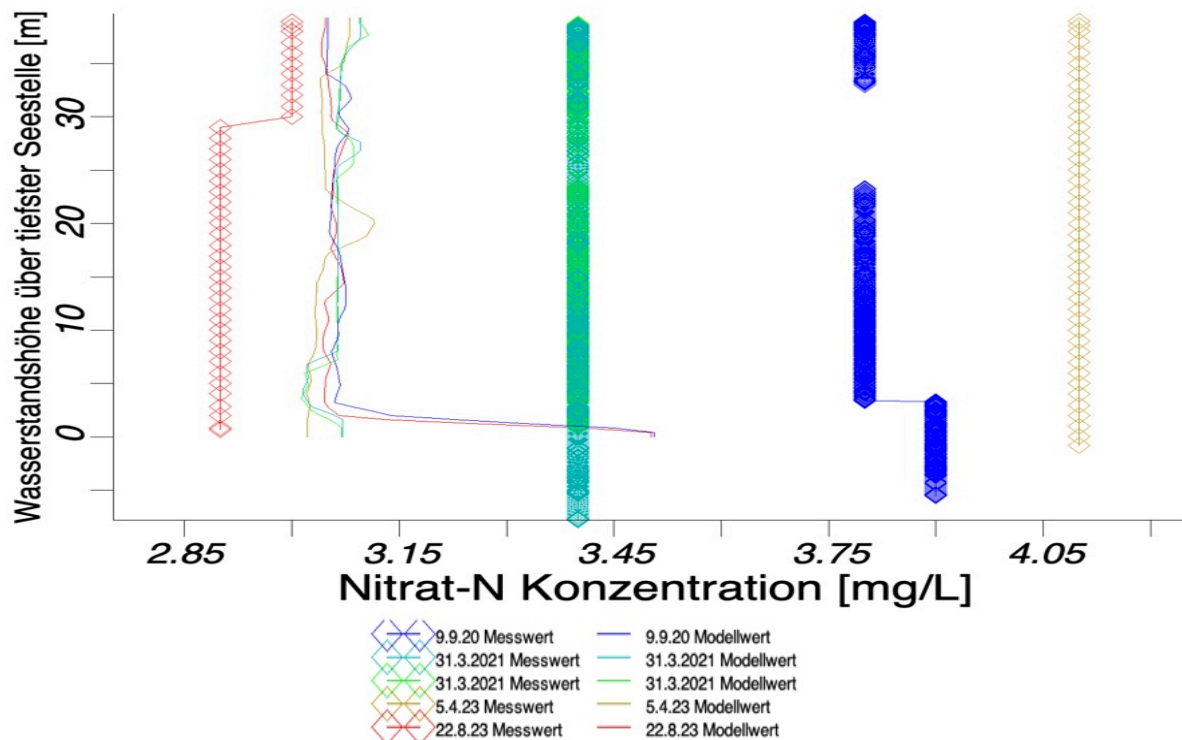 Wasserstandshöhe über tiefster Seestelle [m]
30
20
10
0
2.85 3.15 3.45 3.75 4.05
Nitrat-N Konzentration [mg/L]
9.9.20 Messwert 9.9.20 Modellwert
31.3.2021 Messwert 31.3.2021 Modellwert
31.3.2021 Messwert 31.3.2021 Modellwert
5.4.23 Messwert 5.4.23 Modellwert
22.8.23 Messwert 22.8.23 Modellwert